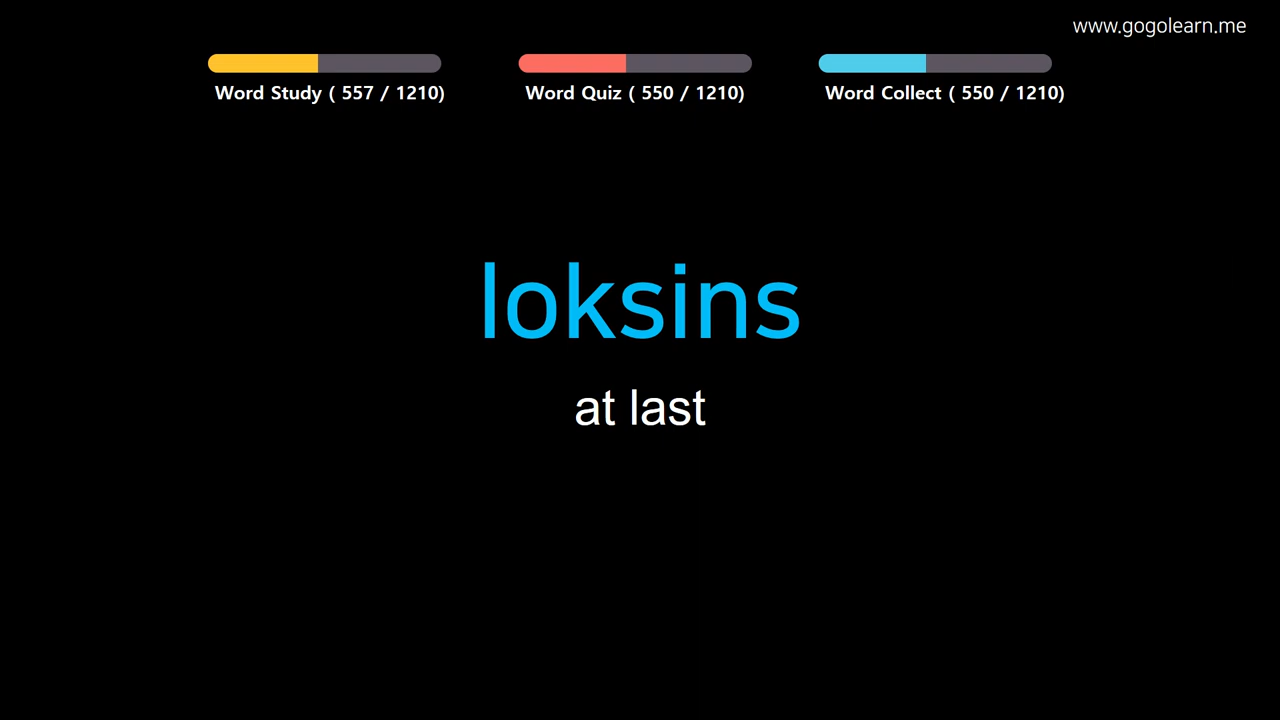 www.gogolearn.me
Word Study ( 557 / 1210)
Word Quiz ( 550 / 1210)
Word Collect ( 550 / 1210)
loksins
at last